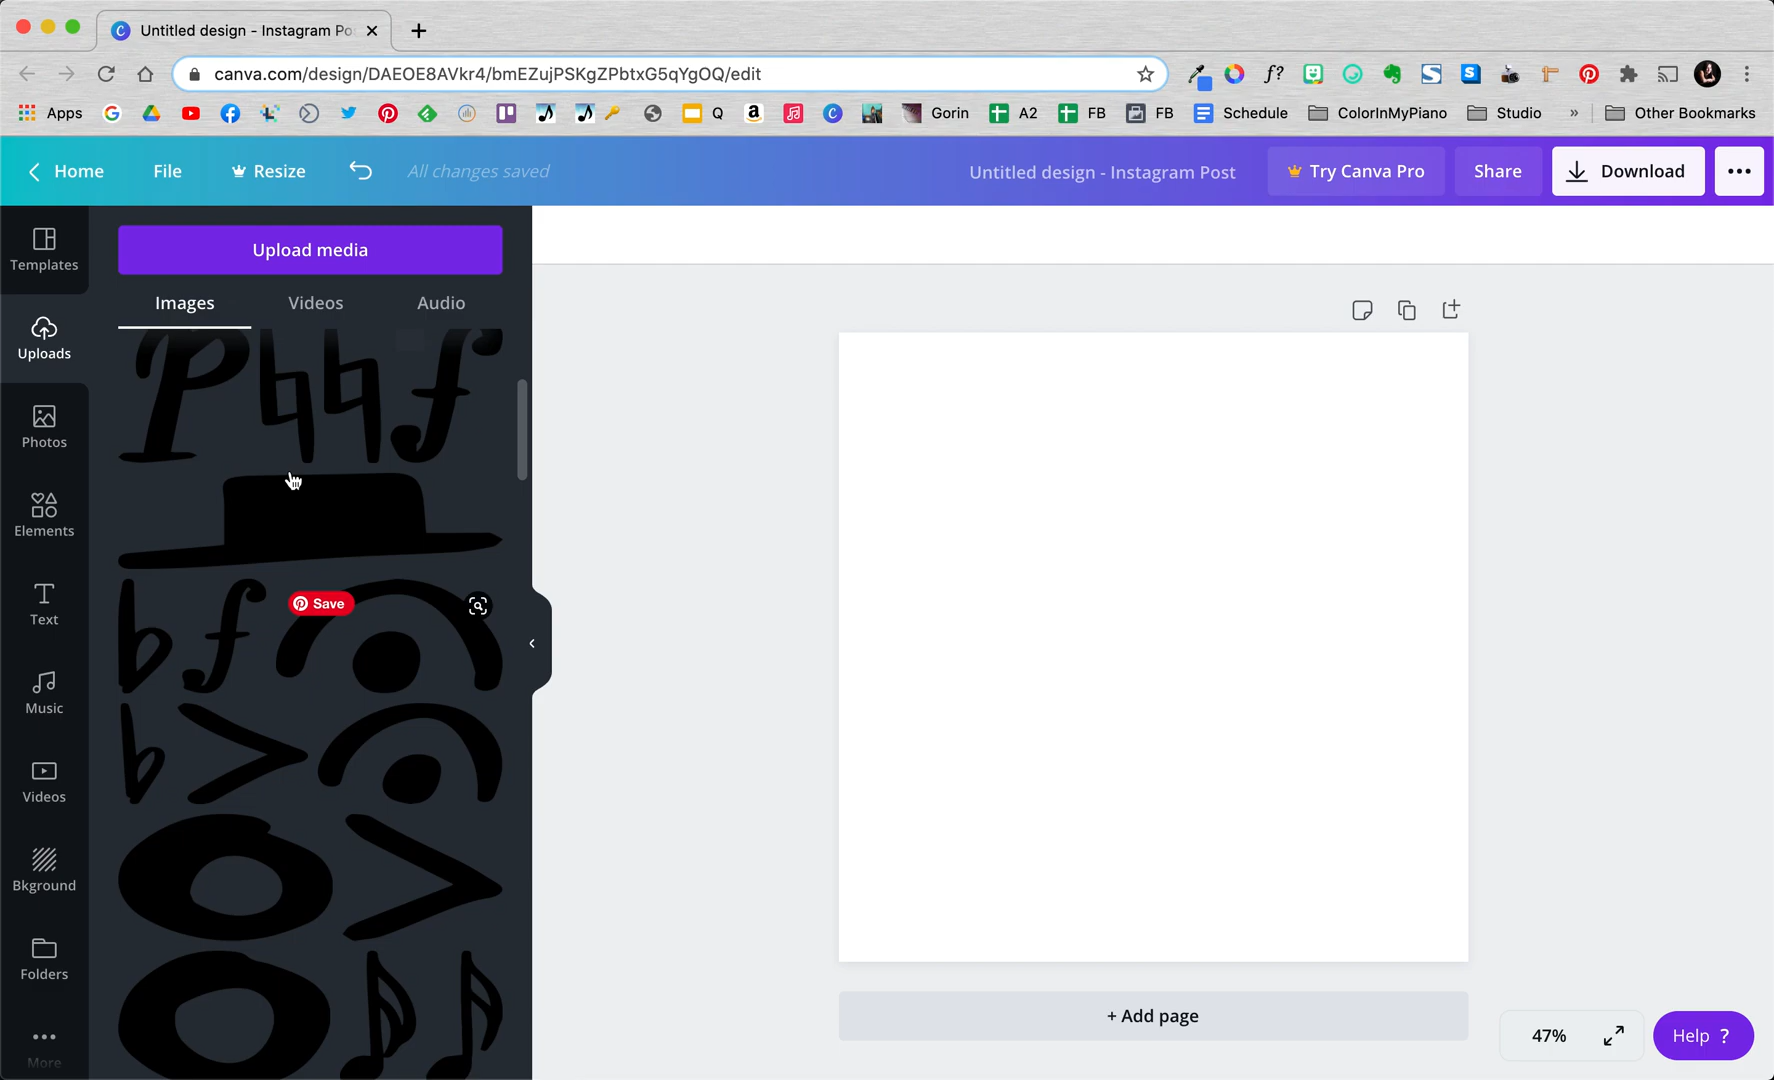 Untitled design - Instagram Po
canva.com/design/DAEOE8AVkr4/bmEZujPSKgZPbtxG5qYgOQ/edit
f?
Apps
Q
Gorin
A2
FB
FB
Schedule
ColorInMyPiano
Studio
»
Other Bookmarks
Home
File
Resize
All changes saved
Untitled design - Instagram Post
Try Canva Pro
Share
Download
Templates
Uploads
Photos
Elements
Text
Music
Videos
Bkground
Folders
More
Upload media
Images
Videos
Audio
Save
+ Add page
47%
Help ?